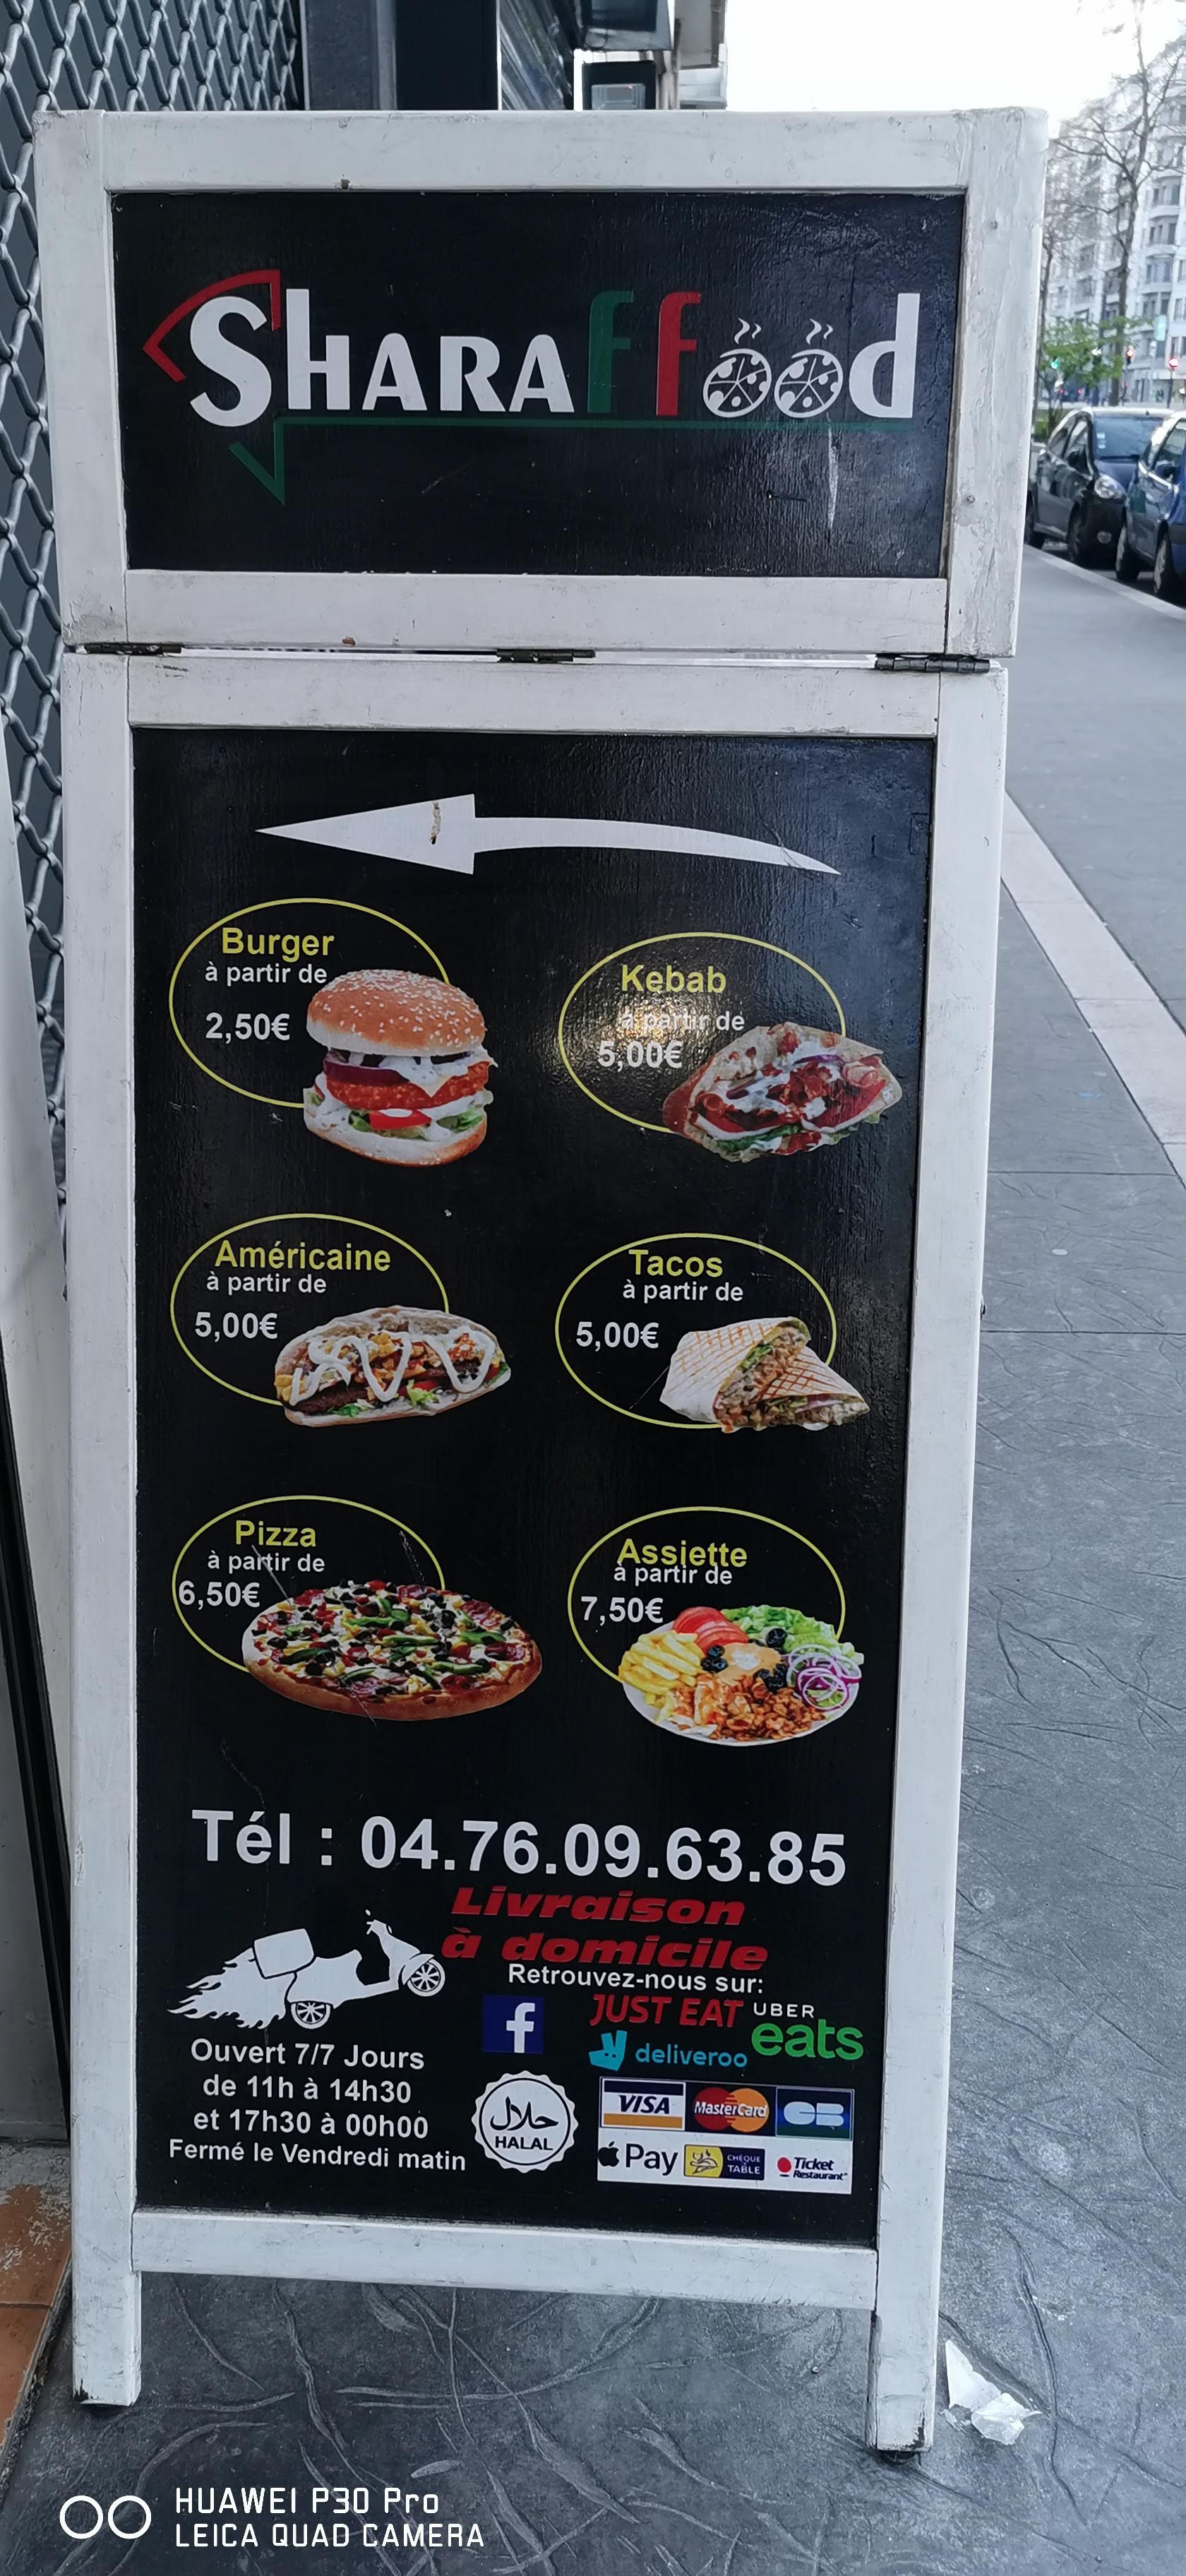 Sharaffood
Burger
à partir de
2,50€
Kebab
à partir de
5,00€
Américaine
à partir de
5,00€
Tacos
à partir de
5,00€
Pizza
à partir de
6,50€
Assiette
à partir de
7,50€
Tél : 04.76.09.63.85
Livraison
à domicile
Retrouvez-nous sur:
f JUST EAT UBER eats
deliveroo
Ouvert 7/7 Jours
de 11h à 14h30
et 17h30 à 00h00
Fermé le Vendredi matin
حلال
HALAL
VISA MasterCard CB
Pay CHÈQUE TABLE Ticket Restaurant
HUAWEI P30 Pro
LEICA QUAD CAMERA